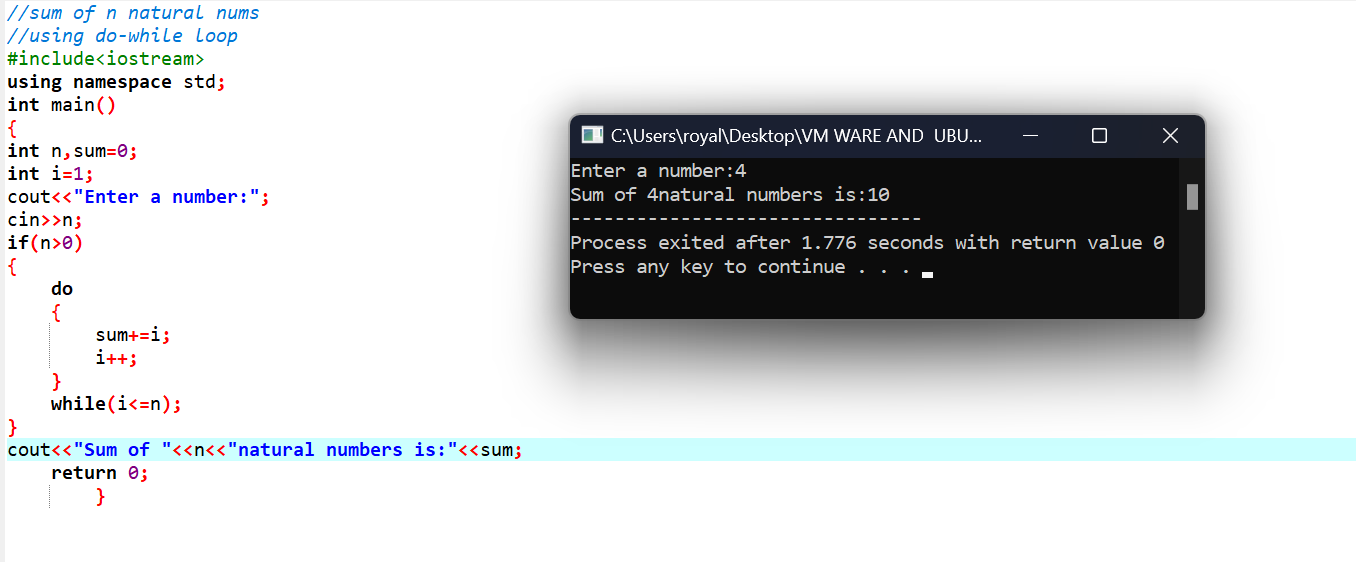 //sum of n natural nums
//using do-while loop
#include<iostream>
using namespace std;
int main()
{
int n,sum=0;
int i=1;
cout<<"Enter a number:";
cin>>n;
if(n>0)
{
    do
    {
        sum+=i;
        i++;
    }
    while(i<=n);
}
cout<<"Sum of "<<n<<"natural numbers is:"<<sum;
    return 0;
        }
C:\Users\royal\Desktop\VM WARE AND  UBU...
Enter a number:4
Sum of 4natural numbers is:10
--------------------------------
Process exited after 1.776 seconds with return value 0
Press any key to continue . . .